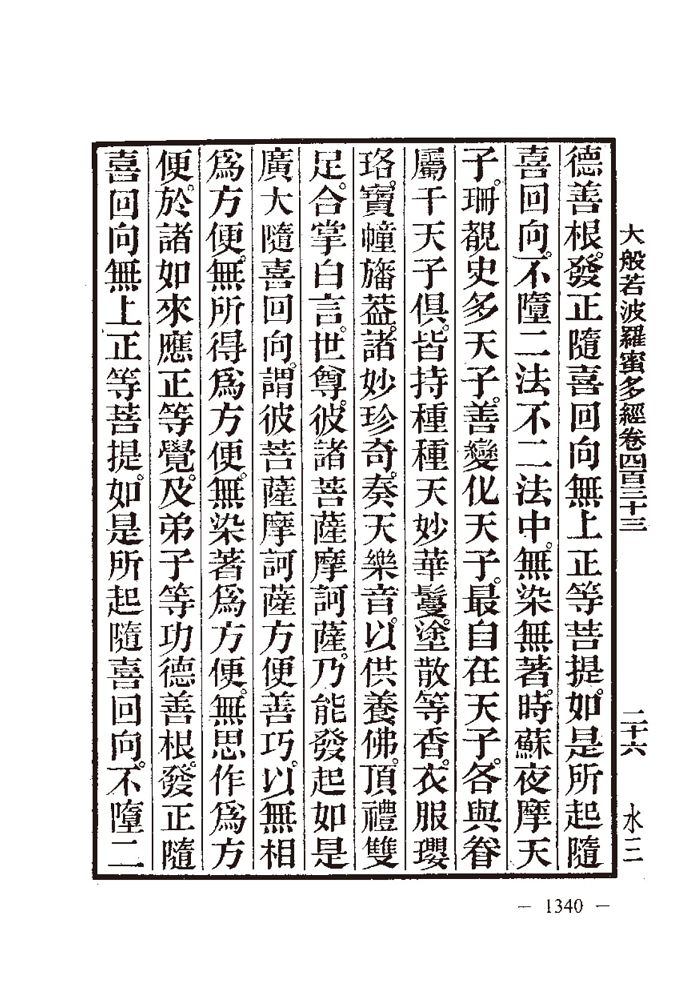 大般若波羅蜜多經卷四百三十三 二十六 水三
德善根。發正隨喜回向無上正等菩提。如是所起隨
喜回向。不墮二法不二法中。無染無著。時蘇夜摩天
子。珊覩史多天子。善變化天子。最自在天子。各與眷
屬千天子俱。皆持種種天妙華鬘。塗散等香。衣服瓔
珞。寶幢旛葢。諸妙珍奇。奏天樂音。以供養佛。頂禮雙
足。合掌白言。世尊。彼諸菩薩摩訶薩。乃能發起如是
廣大隨喜回向。謂彼菩薩摩訶薩方便善巧。以無相
爲方便。無所得爲方便。無染著爲方便。無思作爲方
便。於諸如來應正等覺。及弟子等功德善根。發正隨
喜回向無上正等菩提。如是所起隨喜回向。不墮二
— 1340 —